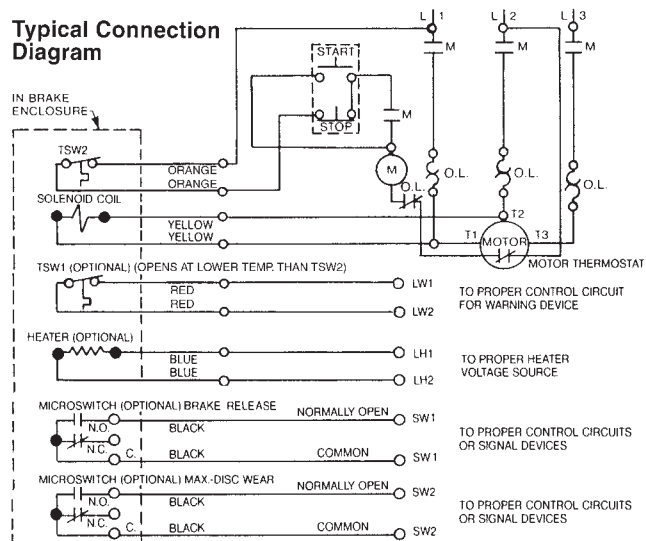 Typical Connection
Diagram
L 1
L 2
L 3
M
M
M
START
STOP
M
IN BRAKE
ENCLOSURE
TSW2
ORANGE
ORANGE
M
O.L.
O.L.
O.L.
O.L.
SOLENOID COIL
YELLOW
YELLOW
T2
T1
MOTOR
T3
MOTOR THERMOSTAT
TSW1 (OPTIONAL) (OPENS AT LOWER TEMP. THAN TSW2)
RED
RED
LW1
LW2
TO PROPER CONTROL CIRCUIT
FOR WARNING DEVICE
HEATER (OPTIONAL)
BLUE
BLUE
LH1
LH2
TO PROPER HEATER
VOLTAGE SOURCE
MICROSWITCH (OPTIONAL) BRAKE RELEASE
NORMALLY OPEN
SW1
N.O.
BLACK
N.C.
C.
BLACK
COMMON
SW1
TO PROPER CONTROL CIRCUITS
OR SIGNAL DEVICES
MICROSWITCH (OPTIONAL) MAX.-DISC WEAR
NORMALLY OPEN
SW2
N.O.
BLACK
N.C.
C.
BLACK
COMMON
SW2
TO PROPER CONTROL CIRCUITS
OR SIGNAL DEVICES